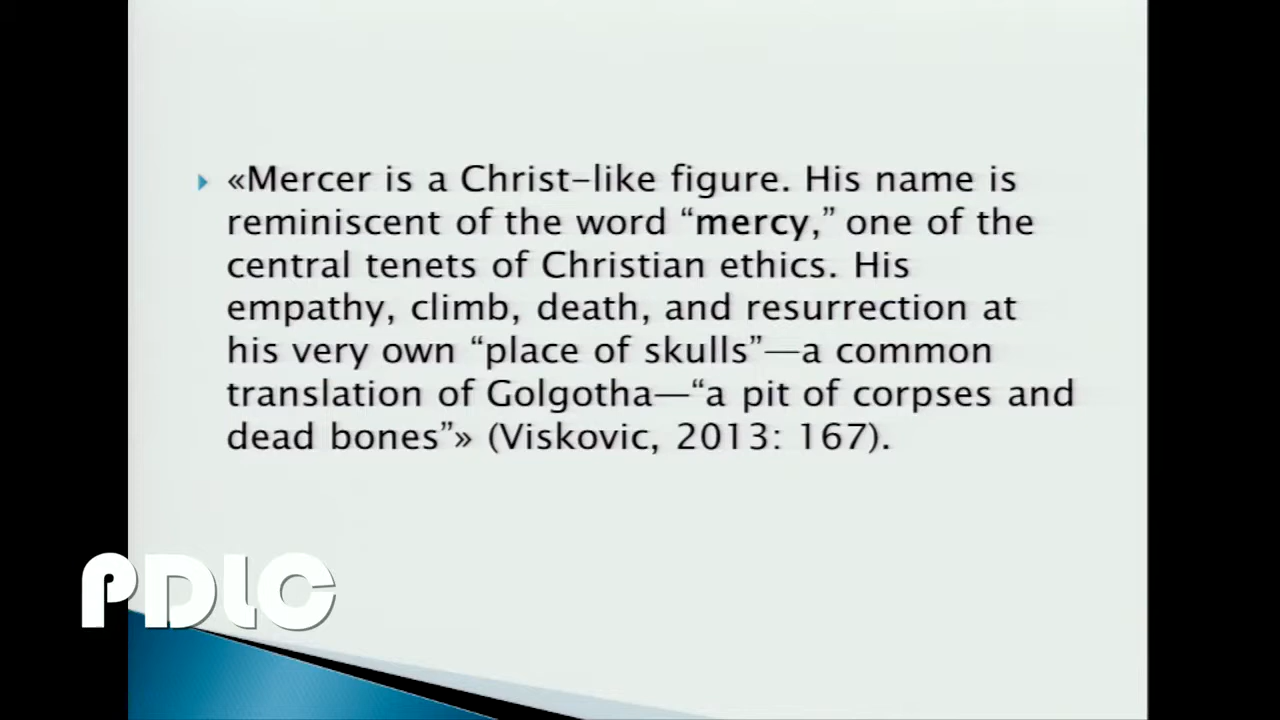 «Mercer is a Christ-like figure. His name is
reminiscent of the word “mercy,” one of the
central tenets of Christian ethics. His
empathy, climb, death, and resurrection at
his very own “place of skulls”—a common
translation of Golgotha—“a pit of corpses and
dead bones”» (Viskovic, 2013: 167).
PDLC